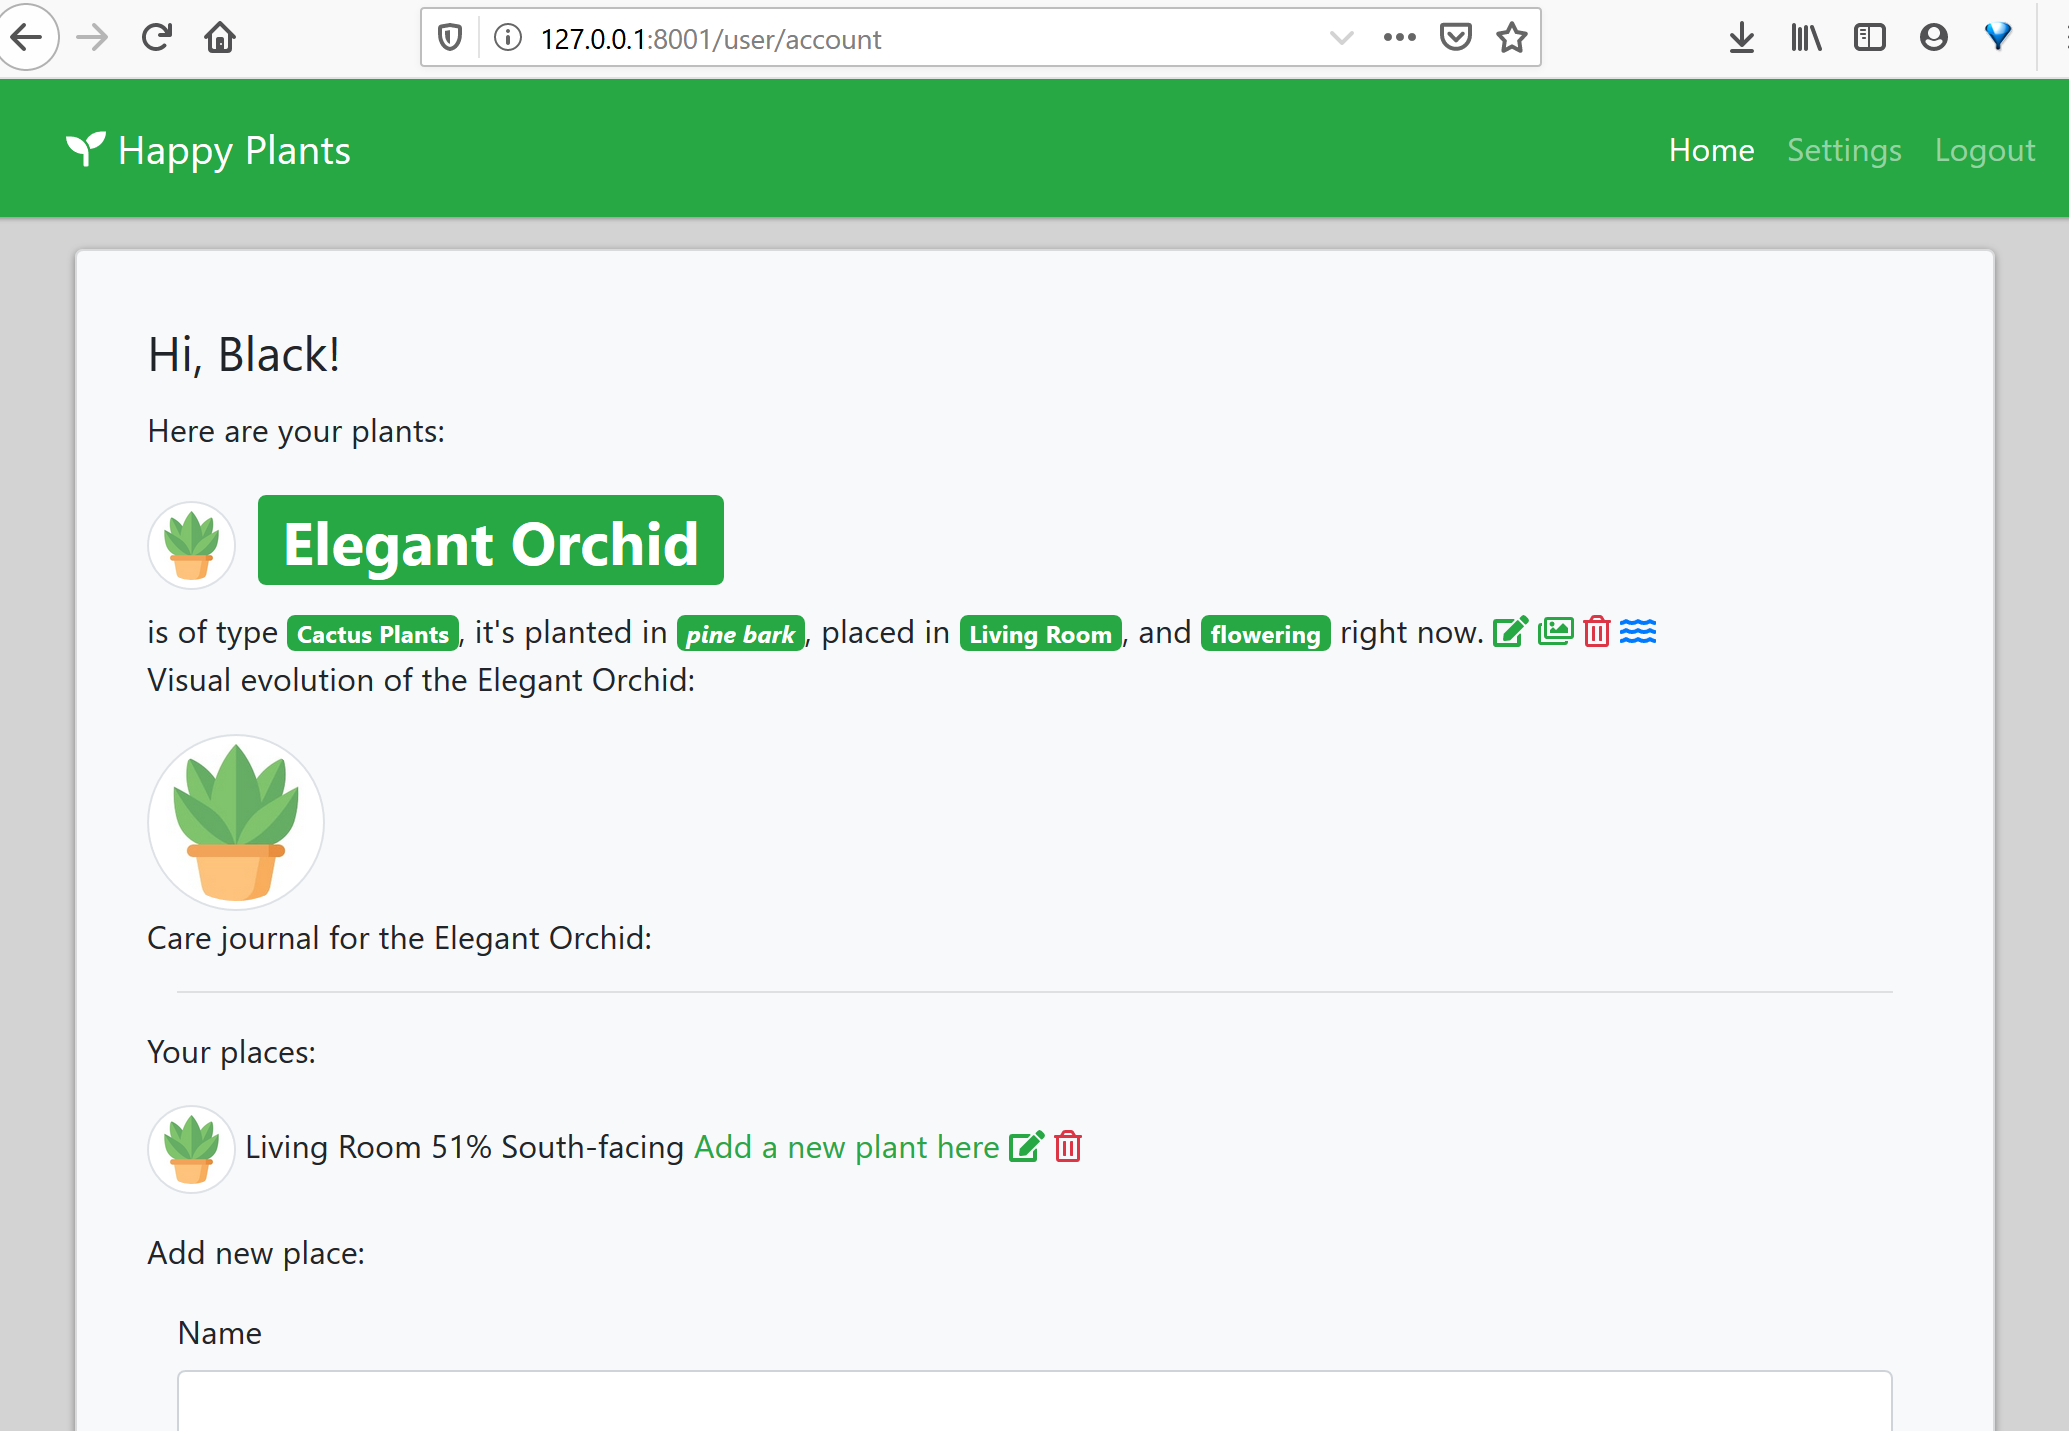 127.0.0.1:8001/user/account
Happy Plants Home Settings Logout
Hi, Black!
Here are your plants:
Elegant Orchid
is of type Cactus Plants, it's planted in pine bark, placed in Living Room, and flowering right now.
Visual evolution of the Elegant Orchid:
Care journal for the Elegant Orchid:
Your places:
Living Room 51% South-facing Add a new plant here
Add new place:
Name